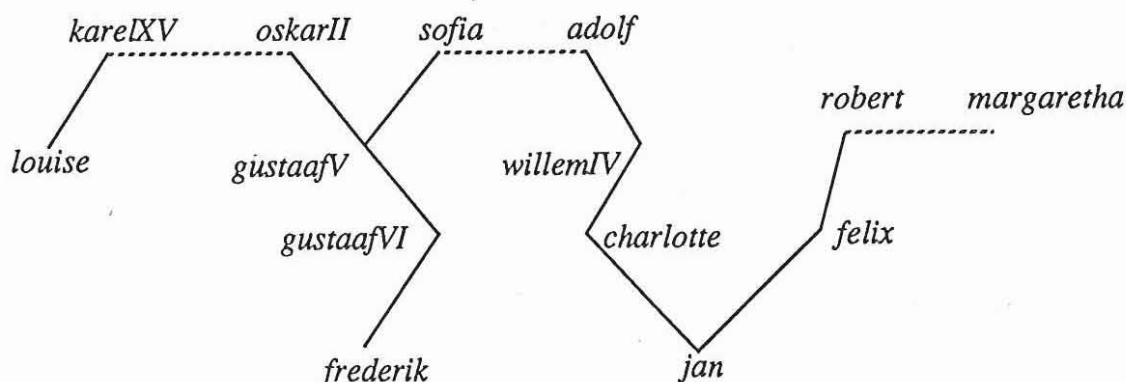 karelXV oskarII sofia adolf
robert margaretha
louise gustaafV willemIV
gustaafVI charlotte felix
frederik jan